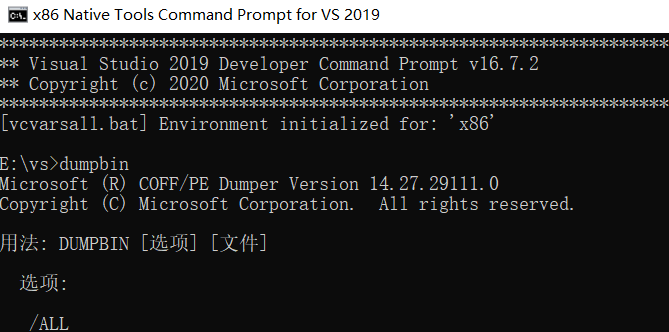 x86 Native Tools Command Prompt for VS 2019
**********************************************************************
** Visual Studio 2019 Developer Command Prompt v16.7.2
** Copyright (c) 2020 Microsoft Corporation
**********************************************************************
[vcvarsall.bat] Environment initialized for: 'x86'
E:\vs>dumpbin
Microsoft (R) COFF/PE Dumper Version 14.27.29111.0
Copyright (C) Microsoft Corporation.  All rights reserved.
用法: DUMPBIN [选项] [文件]
选项:
/ALL